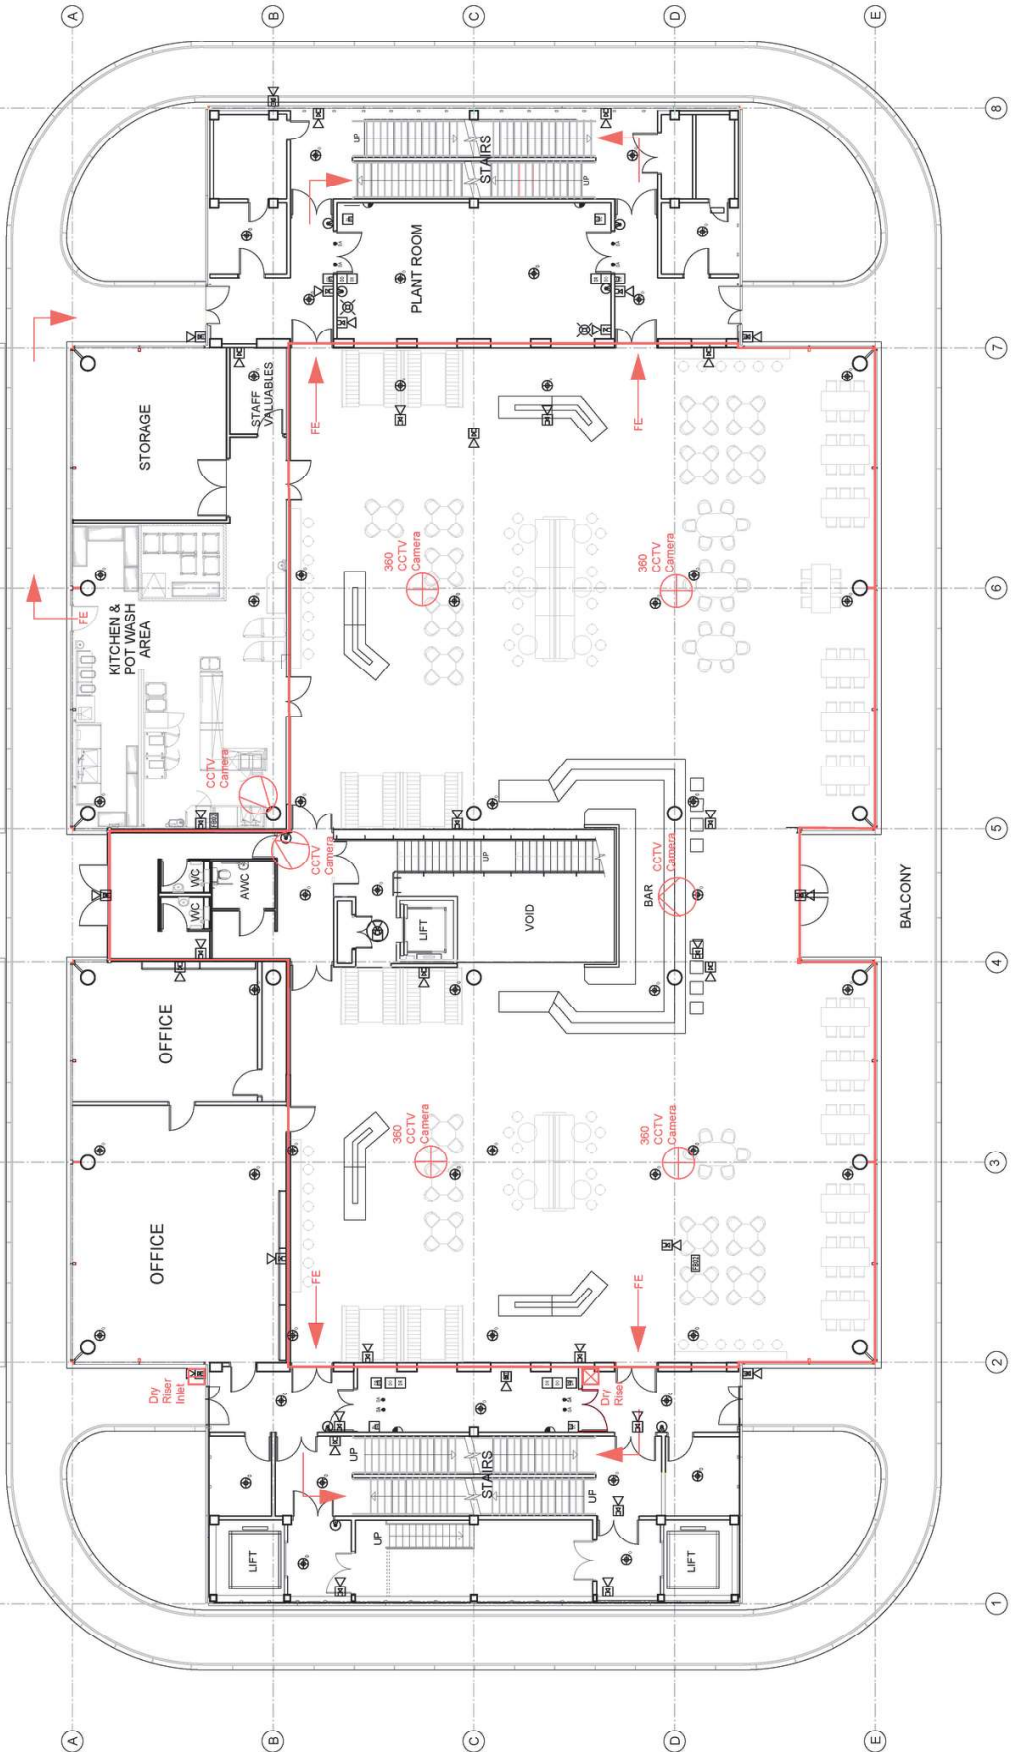 A
B
C
D
E
8
UP
STAIRS
UP
PLANT ROOM
7
STORAGE
STAFF
VALUABLES
FE
FE
360
CCTV
Camera
360
CCTV
Camera
6
FE
KITCHEN &
POT WASH
AREA
CCTV
Camera
5
CCTV
Camera
CCTV
Camera
WC
WC
AWC
UP
LIFT
VOID
BAR
BALCONY
4
OFFICE
360
CCTV
Camera
360
CCTV
Camera
3
OFFICE
FB02
FE
FE
2
Dry
Riser
Inlet
Dry
Rise
UP
STAIRS
UP
UP
LIFT
LIFT
1
A
B
C
D
E